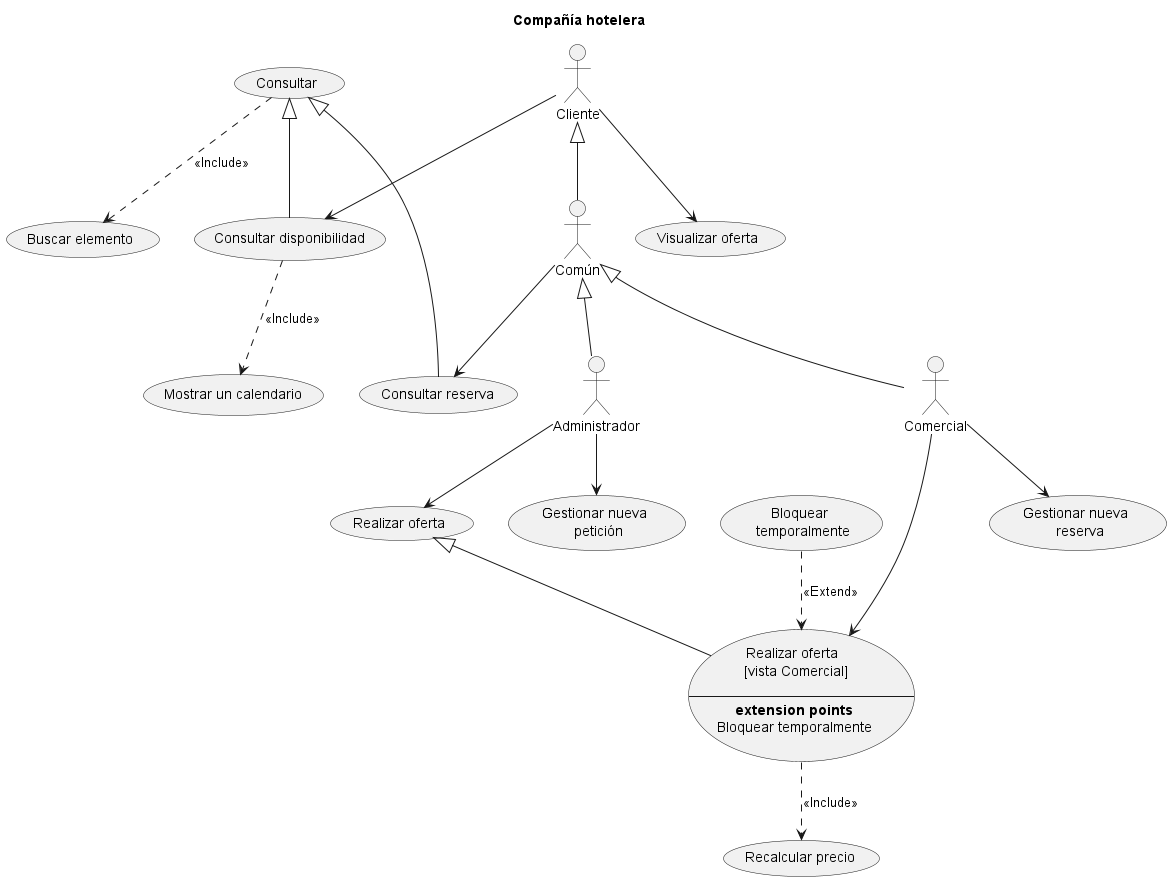 Compañía hotelera
Consultar
Cliente
«Include»
Buscar elemento
Consultar disponibilidad
Visualizar oferta
Común
«Include»
Mostrar un calendario
Consultar reserva
Administrador
Comercial
Realizar oferta
Gestionar nueva
petición
Bloquear
temporalmente
Gestionar nueva
reserva
«Extend»
Realizar oferta
[vista Comercial]
extension points
Bloquear temporalmente
«Include»
Recalcular precio